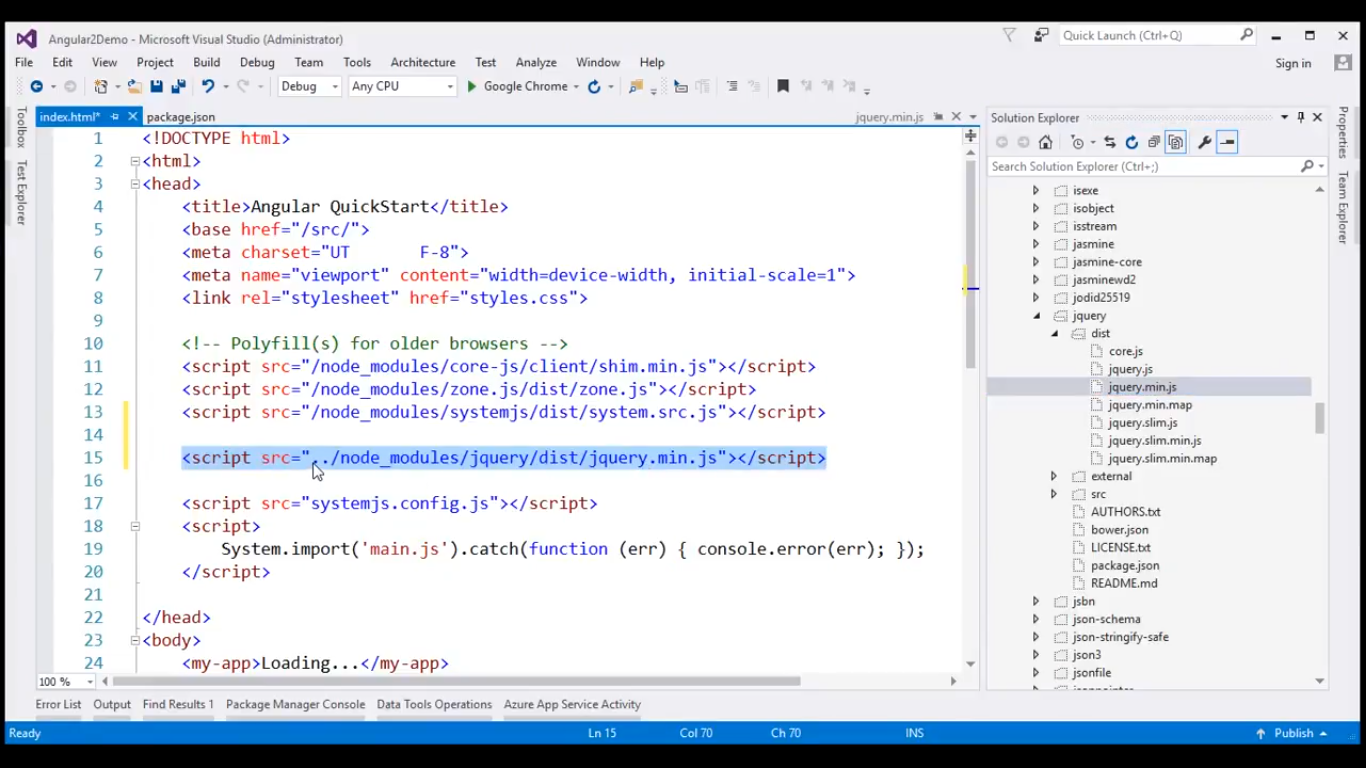 Angular2Demo - Microsoft Visual Studio (Administrator)
Quick Launch (Ctrl+Q)
File Edit View Project Build Debug Team Tools Architecture Test Analyze Window Help
Sign in
Debug Any CPU Google Chrome
Toolbox
Test Explorer
index.html* package.json jquery.min.js
1 <!DOCTYPE html>
2 <html>
3 <head>
4 <title>Angular QuickStart</title>
5 <base href="/src/">
6 <meta charset="UT F-8">
7 <meta name="viewport" content="width=device-width, initial-scale=1">
8 <link rel="stylesheet" href="styles.css">
9
10 <!-- Polyfill(s) for older browsers -->
11 <script src="/node_modules/core-js/client/shim.min.js"></script>
12 <script src="/node_modules/zone.js/dist/zone.js"></script>
13 <script src="/node_modules/systemjs/dist/system.src.js"></script>
14
15 <script src="../node_modules/jquery/dist/jquery.min.js"></script>
16
17 <script src="systemjs.config.js"></script>
18 <script>
19 System.import('main.js').catch(function (err) { console.error(err); });
20 </script>
21
22 </head>
23 <body>
24 <my-app>Loading...</my-app>
100 %
Solution Explorer
Search Solution Explorer (Ctrl+;)
isexe
isobject
isstream
jasmine
jasmine-core
jasminewd2
jodid25519
jquery
dist
core.js
jquery.js
jquery.min.js
jquery.min.map
jquery.slim.js
jquery.slim.min.js
jquery.slim.min.map
external
src
AUTHORS.txt
bower.json
LICENSE.txt
package.json
README.md
jsbn
json-schema
json-stringify-safe
json3
jsonfile
jsonpointer
Properties
Team Explorer
Error List Output Find Results 1 Package Manager Console Data Tools Operations Azure App Service Activity
Ready Ln 15 Col 70 Ch 70 INS Publish